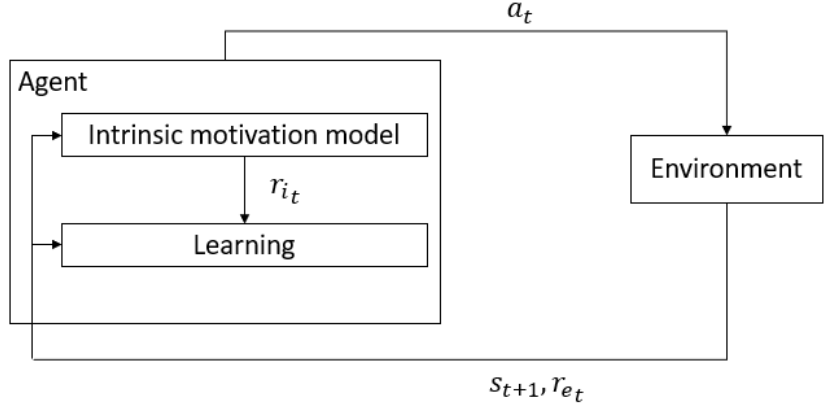 a_t
Agent
Intrinsic motivation model
r_{i_t}
Environment
Learning
s_{t+1}, r_{e_t}